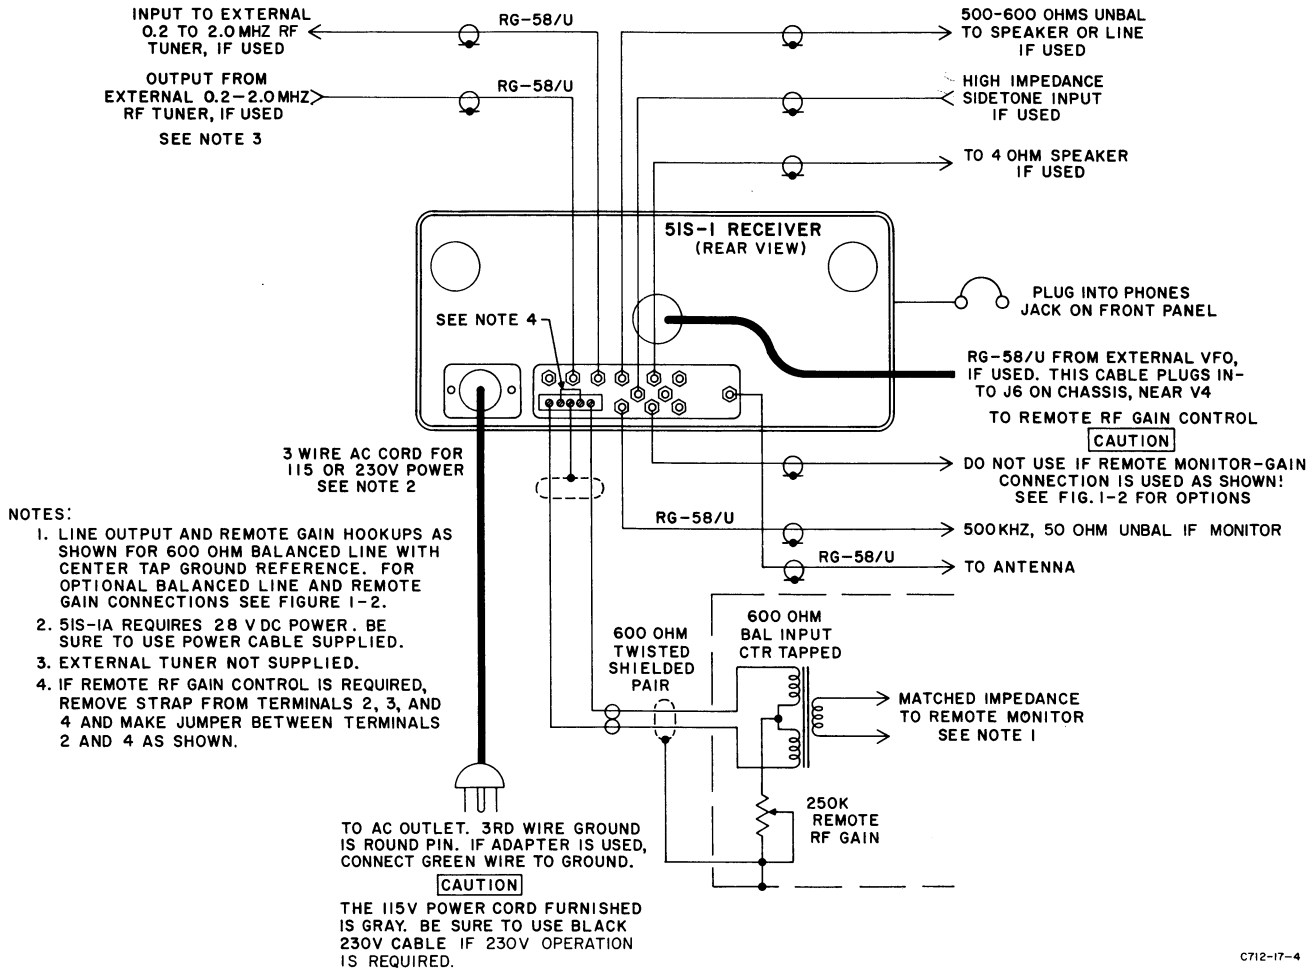 INPUT TO EXTERNAL
0.2 TO 2.0 MHZ RF
TUNER, IF USED
RG-58/U
OUTPUT FROM
EXTERNAL 0.2-2.0 MHZ
RF TUNER, IF USED
SEE NOTE 3
RG-58/U
500-600 OHMS UNBAL
TO SPEAKER OR LINE
IF USED
HIGH IMPEDANCE
SIDETONE INPUT
IF USED
TO 4 OHM SPEAKER
IF USED
51S-1 RECEIVER
(REAR VIEW)
SEE NOTE 4
PLUG INTO PHONES
JACK ON FRONT PANEL
RG-58/U FROM EXTERNAL VFO,
IF USED. THIS CABLE PLUGS IN-
TO J6 ON CHASSIS, NEAR V4
TO REMOTE RF GAIN CONTROL
CAUTION
DO NOT USE IF REMOTE MONITOR-GAIN
CONNECTION IS USED AS SHOWN!
SEE FIG. 1-2 FOR OPTIONS
3 WIRE AC CORD FOR
115 OR 230V POWER
SEE NOTE 2
RG-58/U
500KHZ, 50 OHM UNBAL IF MONITOR
RG-58/U
TO ANTENNA
NOTES:
1. LINE OUTPUT AND REMOTE GAIN HOOKUPS AS
SHOWN FOR 600 OHM BALANCED LINE WITH
CENTER TAP GROUND REFERENCE. FOR
OPTIONAL BALANCED LINE AND REMOTE
GAIN CONNECTIONS SEE FIGURE 1-2.
2. 51S-1A REQUIRES 28 V DC POWER. BE
SURE TO USE POWER CABLE SUPPLIED.
3. EXTERNAL TUNER NOT SUPPLIED.
4. IF REMOTE RF GAIN CONTROL IS REQUIRED,
REMOVE STRAP FROM TERMINALS 2, 3, AND
4 AND MAKE JUMPER BETWEEN TERMINALS
2 AND 4 AS SHOWN.
600 OHM
TWISTED
SHIELDED
PAIR
600 OHM
BAL INPUT
CTR TAPPED
MATCHED IMPEDANCE
TO REMOTE MONITOR
SEE NOTE 1
250K
REMOTE
RF GAIN
TO AC OUTLET. 3RD WIRE GROUND
IS ROUND PIN. IF ADAPTER IS USED,
CONNECT GREEN WIRE TO GROUND.
CAUTION
THE 115V POWER CORD FURNISHED
IS GRAY. BE SURE TO USE BLACK
230V CABLE IF 230V OPERATION
IS REQUIRED.
C712-17-4